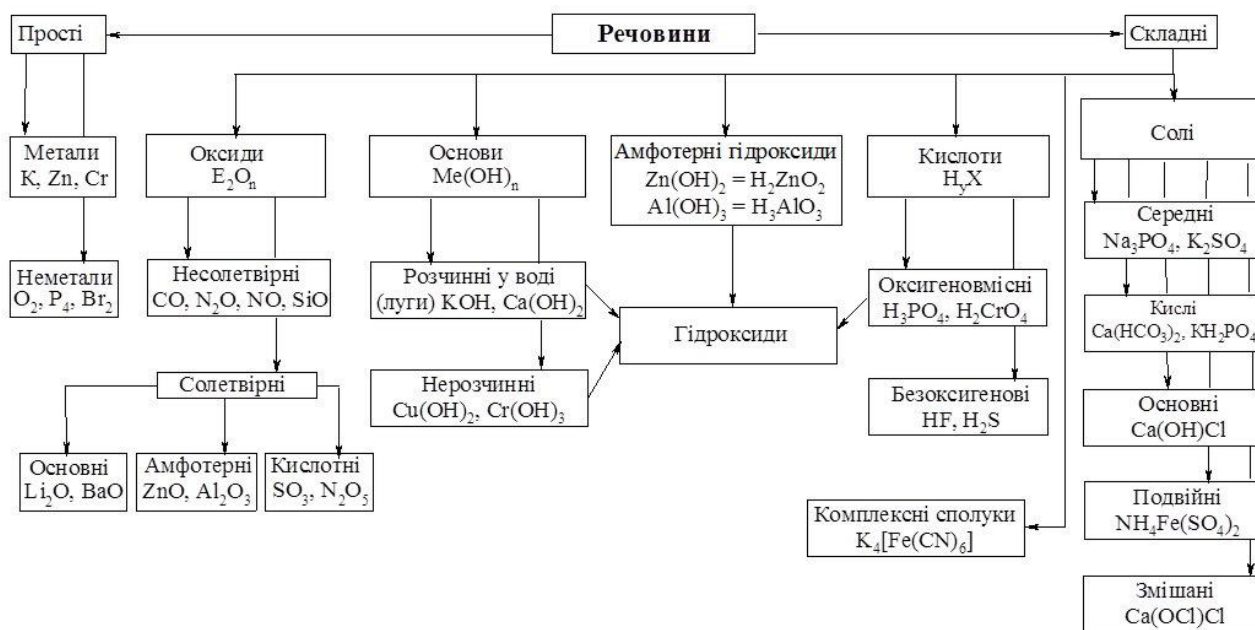 Прості
Речовини
Складні
Метали
K, Zn, Cr
Неметали
O₂, P₄, Br₂
Оксиди
E₂Oₙ
Несолетвірні
CO, N₂O, NO, SiO
Солетвірні
Основні
Li₂O, BaO
Амфотерні
ZnO, Al₂O₃
Кислотні
SO₃, N₂O₅
Основи
Me(OH)ₙ
Розчинні у воді
(луги) KOH, Ca(OH)₂
Нерозчинні
Cu(OH)₂, Cr(OH)₃
Амфотерні гідроксиди
Zn(OH)₂ = H₂ZnO₂
Al(OH)₃ = H₃AlO₃
Гідроксиди
Кислоти
HᵧX
Оксигеновмісні
H₃PO₄, H₂CrO₄
Безоксигенові
HF, H₂S
Комплексні сполуки
K₄[Fe(CN)₆]
Солі
Середні
Na₃PO₄, K₂SO₄
Кислі
Ca(HCO₃)₂, KH₂PO₄
Основні
Ca(OH)Cl
Подвійні
NH₄Fe(SO₄)₂
Змішані
Ca(OCl)Cl